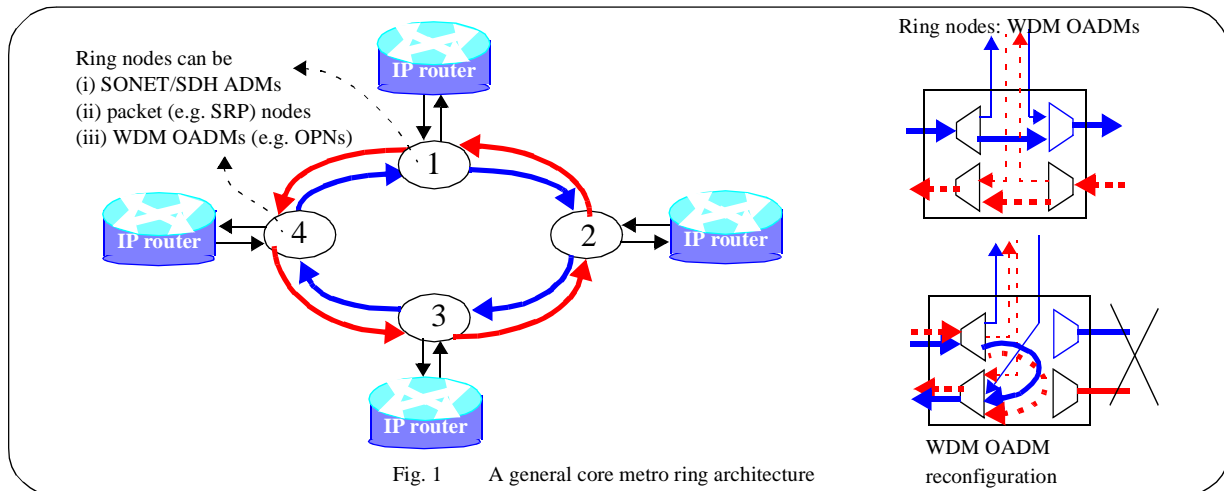 Ring nodes can be
(i) SONET/SDH ADMs
(ii) packet (e.g. SRP) nodes
(iii) WDM OADMs (e.g. OPNs)
IP router
1
IP router
4
2
IP router
3
IP router
Ring nodes: WDM OADMs
WDM OADM
reconfiguration
Fig. 1 A general core metro ring architecture